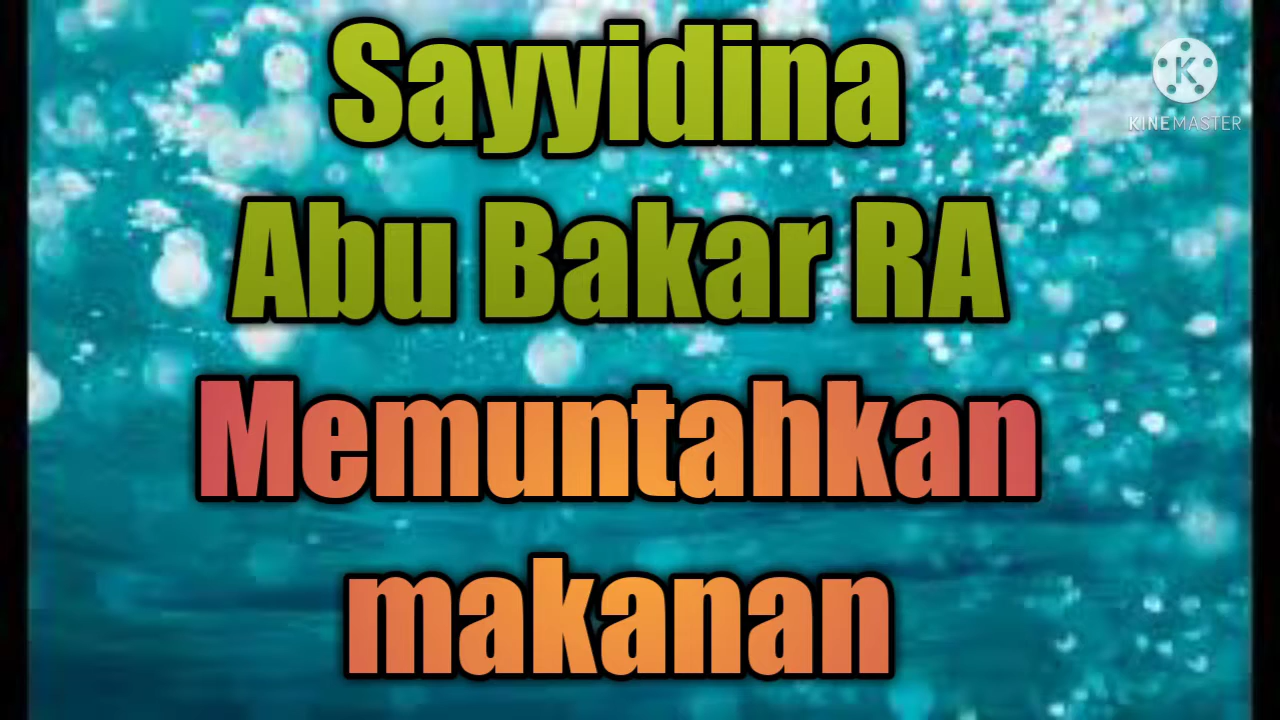 Sayyidina
Abu Bakar RA
Memuntahkan
makanan
K
KINEMASTER